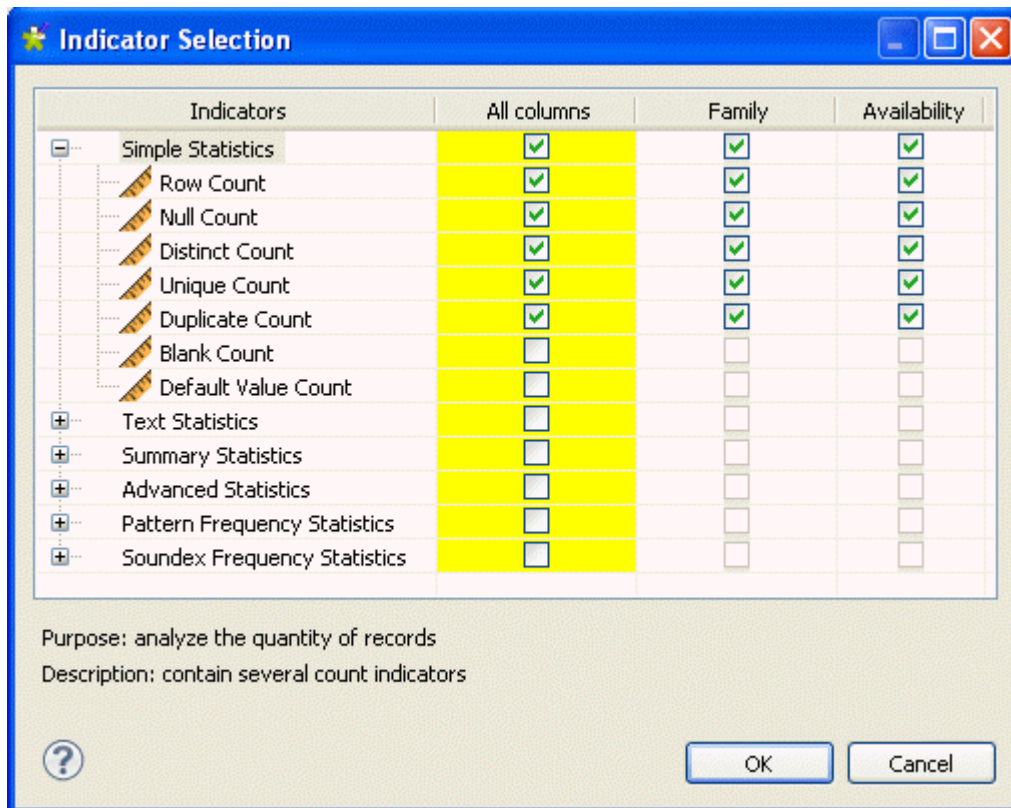 Indicator Selection
Indicators All columns Family Availability
Simple Statistics
Row Count
Null Count
Distinct Count
Unique Count
Duplicate Count
Blank Count
Default Value Count
Text Statistics
Summary Statistics
Advanced Statistics
Pattern Frequency Statistics
Soundex Frequency Statistics
Purpose: analyze the quantity of records
Description: contain several count indicators
? OK Cancel